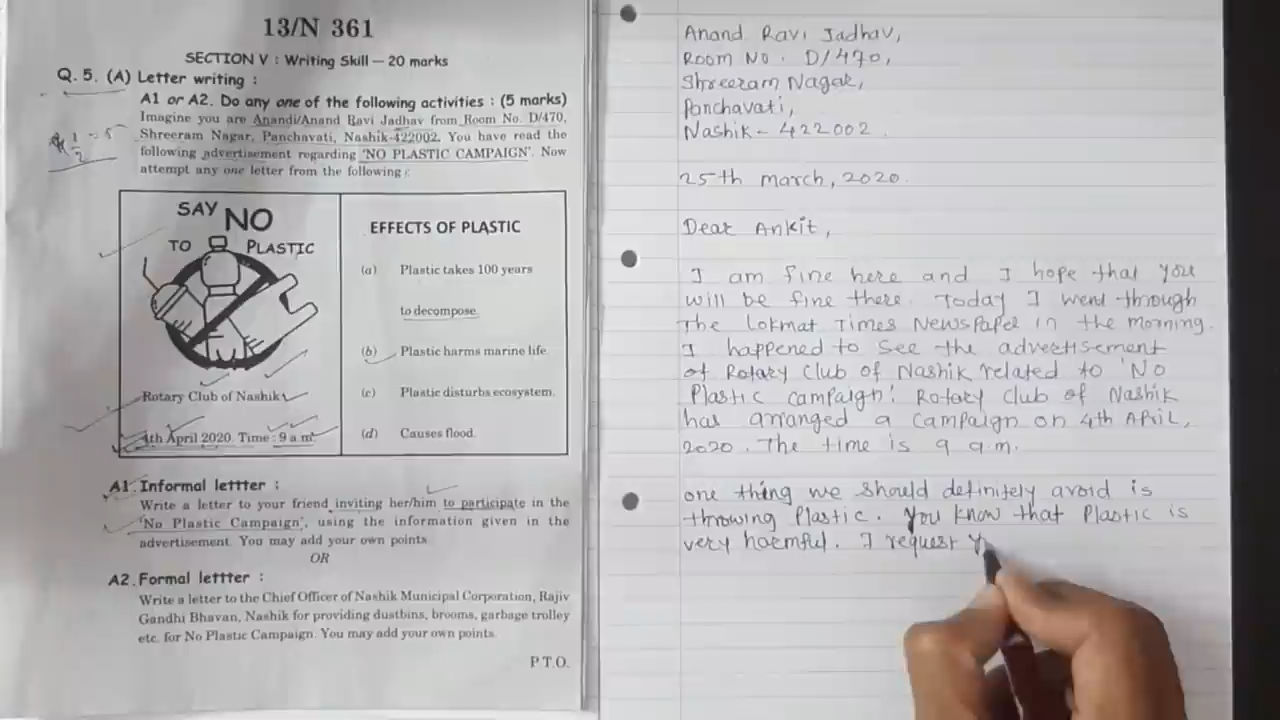 13/N 361
SECTION V : Writing Skill — 20 marks
Q. 5. (A) Letter writing :
A1 or A2. Do any one of the following activities : (5 marks)
Imagine you are Anandi/Anand Ravi Jadhav from Room No. D/470,
Shreeram Nagar, Panchavati, Nashik-422002. You have read the
following advertisement regarding 'NO PLASTIC CAMPAIGN'. Now
attempt any one letter from the following :
SAY NO
TO PLASTIC
Rotary Club of Nashik
4th April 2020. Time : 9 a.m.
EFFECTS OF PLASTIC
(a) Plastic takes 100 years
to decompose.
(b) Plastic harms marine life.
(c) Plastic disturbs ecosystem.
(d) Causes flood.
A1. Informal lettter :
Write a letter to your friend inviting her/him to participate in the
'No Plastic Campaign', using the information given in the
advertisement. You may add your own points.
OR
A2. Formal lettter :
Write a letter to the Chief Officer of Nashik Municipal Corporation, Rajiv
Gandhi Bhavan, Nashik for providing dustbins, brooms, garbage trolley
etc. for No Plastic Campaign. You may add your own points.
P.T.O.
Anand Ravi Jadhav,
Room No. D/470,
Shreeram Nagar,
Panchavati,
Nashik - 422002.
25th march, 2020.
Dear Ankit,
I am fine here and I hope that you
will be fine there. Today I went through
The Lokmat Times Newspaper in the morning.
I happened to see the advertisement
of Rotary Club of Nashik related to 'No
Plastic campaign'. Rotary Club of Nashik
has arranged a campaign on 4th April,
2020. The time is 9 a.m.
one thing we should definitely avoid is
throwing Plastic. You know that Plastic is
very harmful. I request y